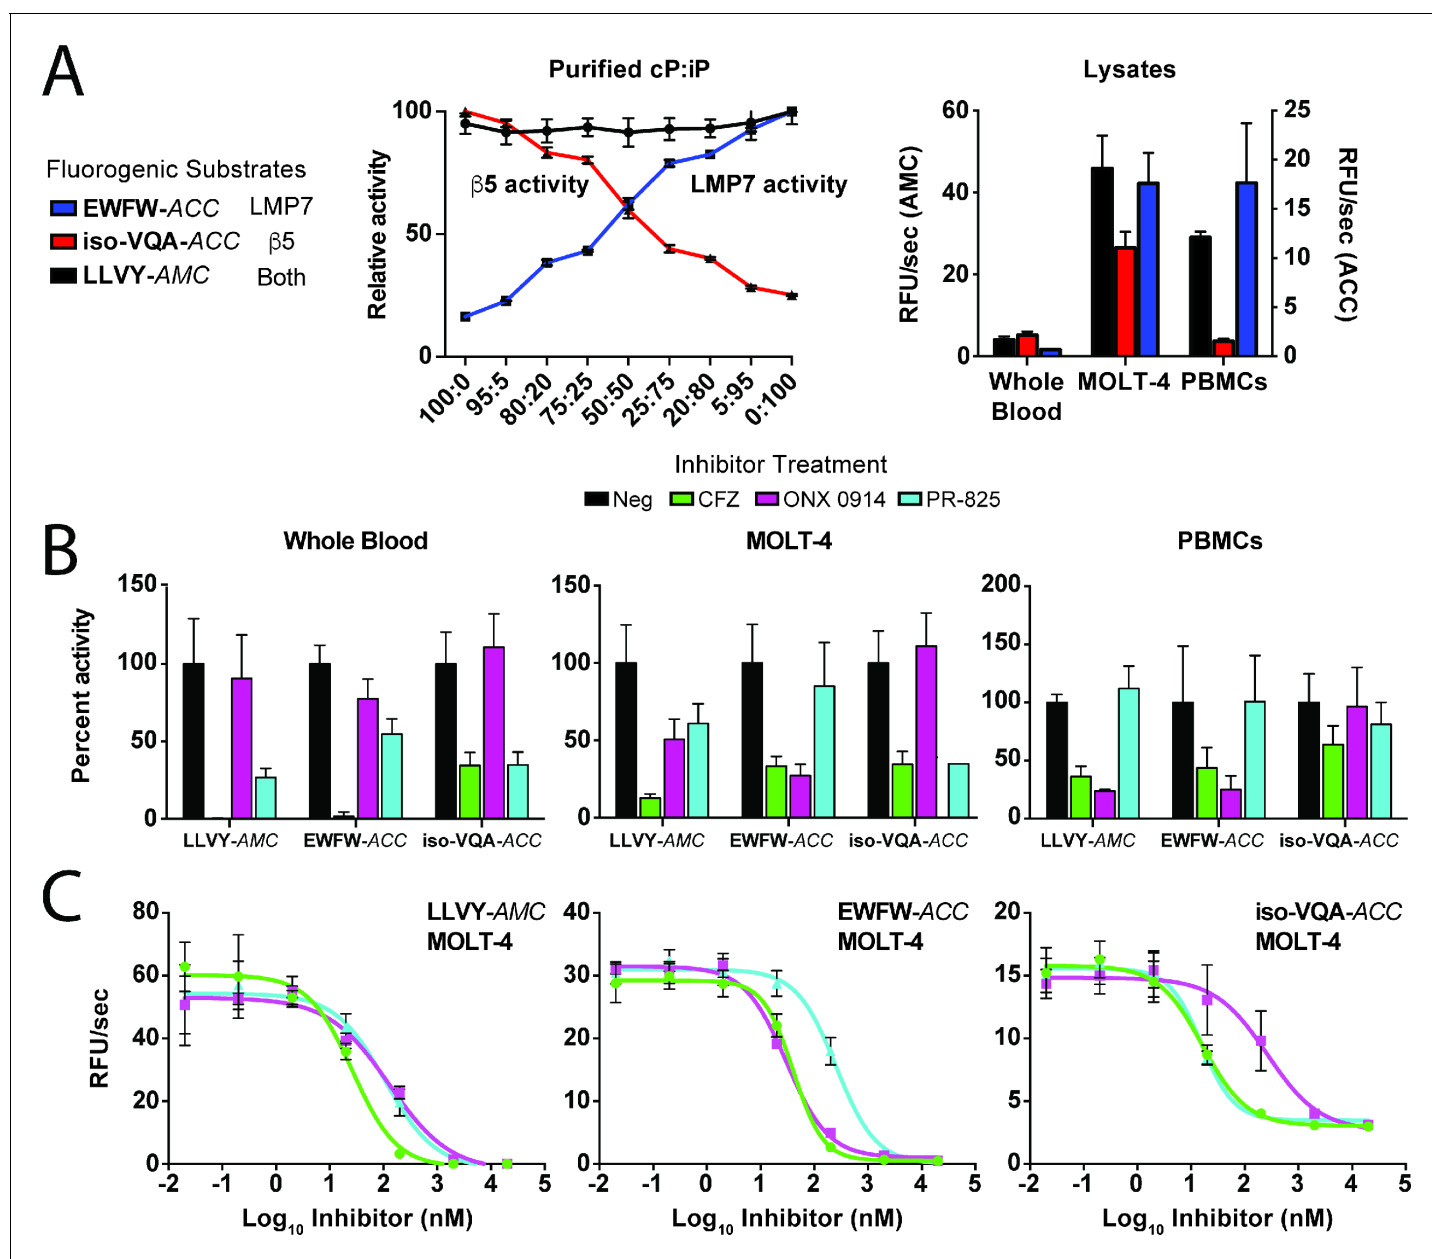 A
Fluorogenic Substrates
EWFW-ACC LMP7
iso-VQA-ACC β5
LLVY-AMC Both
Purified cP:iP
Relative activity
100
50
0
β5 activity
LMP7 activity
100:0
95:5
80:20
75:25
50:50
25:75
20:80
5:95
0:100
Lysates
RFU/sec (AMC)
60
40
20
0
25
20
15
10
5
0
RFU/sec (ACC)
Whole Blood
MOLT-4
PBMCs
Inhibitor Treatment
Neg CFZ ONX 0914 PR-825
B
Percent activity
Whole Blood
150
100
50
0
LLVY-AMC EWFW-ACC iso-VQA-ACC
MOLT-4
150
100
50
0
LLVY-AMC EWFW-ACC iso-VQA-ACC
PBMCs
200
150
100
50
0
LLVY-AMC EWFW-ACC iso-VQA-ACC
C
RFU/sec
80
60
40
20
0
LLVY-AMC
MOLT-4
-2 -1 0 1 2 3 4 5
Log10 Inhibitor (nM)
40
30
20
10
0
EWFW-ACC
MOLT-4
-2 -1 0 1 2 3 4 5
Log10 Inhibitor (nM)
20
15
10
5
0
iso-VQA-ACC
MOLT-4
-2 -1 0 1 2 3 4 5
Log10 Inhibitor (nM)